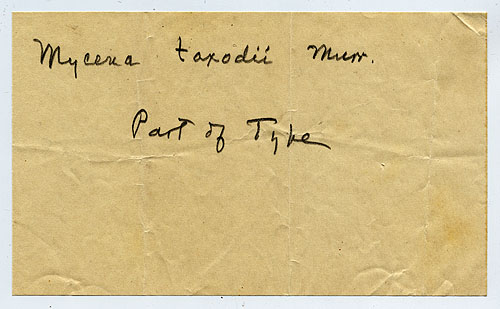 Mycena taxodii Murr.
Part of Type